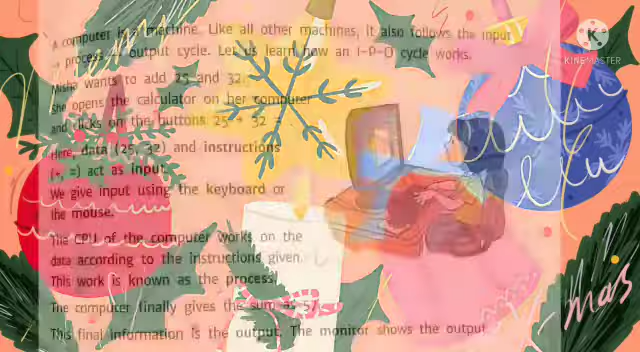 A computer is a machine. Like all other machines, it also follows the input
→ process → output cycle. Let us learn how an I-P-O cycle works.
KINEMASTER
Nisha wants to add 25 and 32.
She opens the calculator on her computer
and clicks on the buttons 25 + 32 =
Here, data (25, 32) and instructions
(+, =) act as input.
We give input using the keyboard or
the mouse.
The CPU of the computer works on the
data according to the instructions given.
This work is known as the process.
The computer finally gives the sum as
This final information is the output. The monitor shows the output.
mas